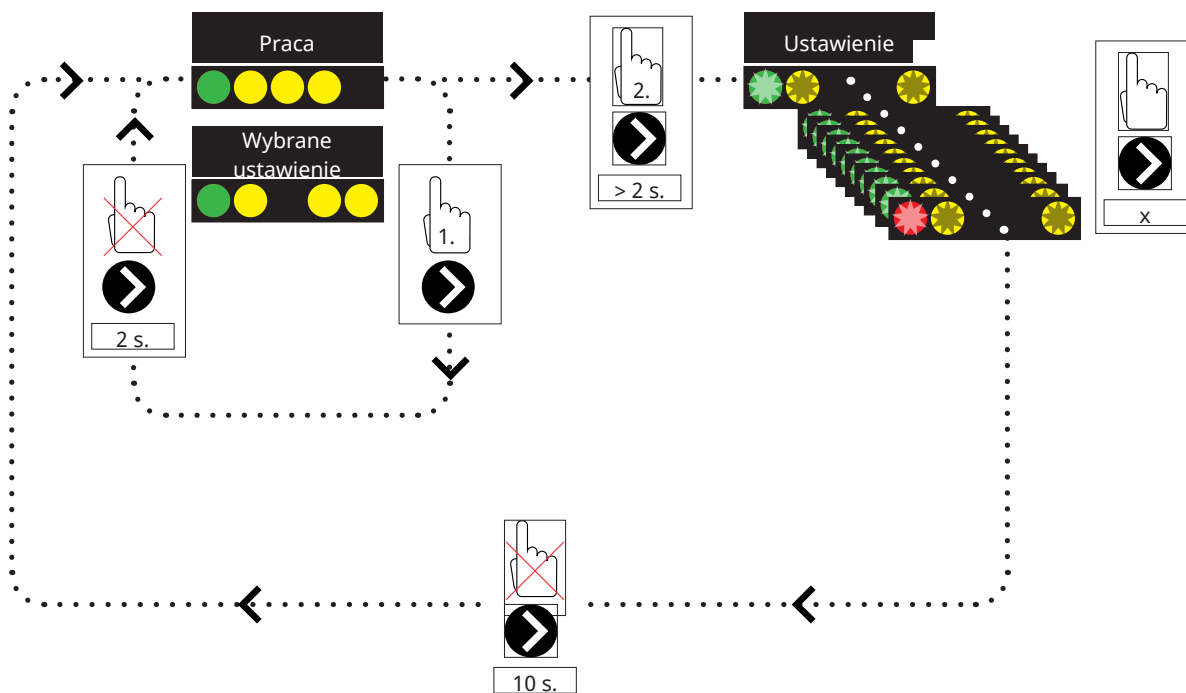 Praca
Wybrane
ustawienie
2 s.
1.
2.
> 2 s.
Ustawienie
x
10 s.